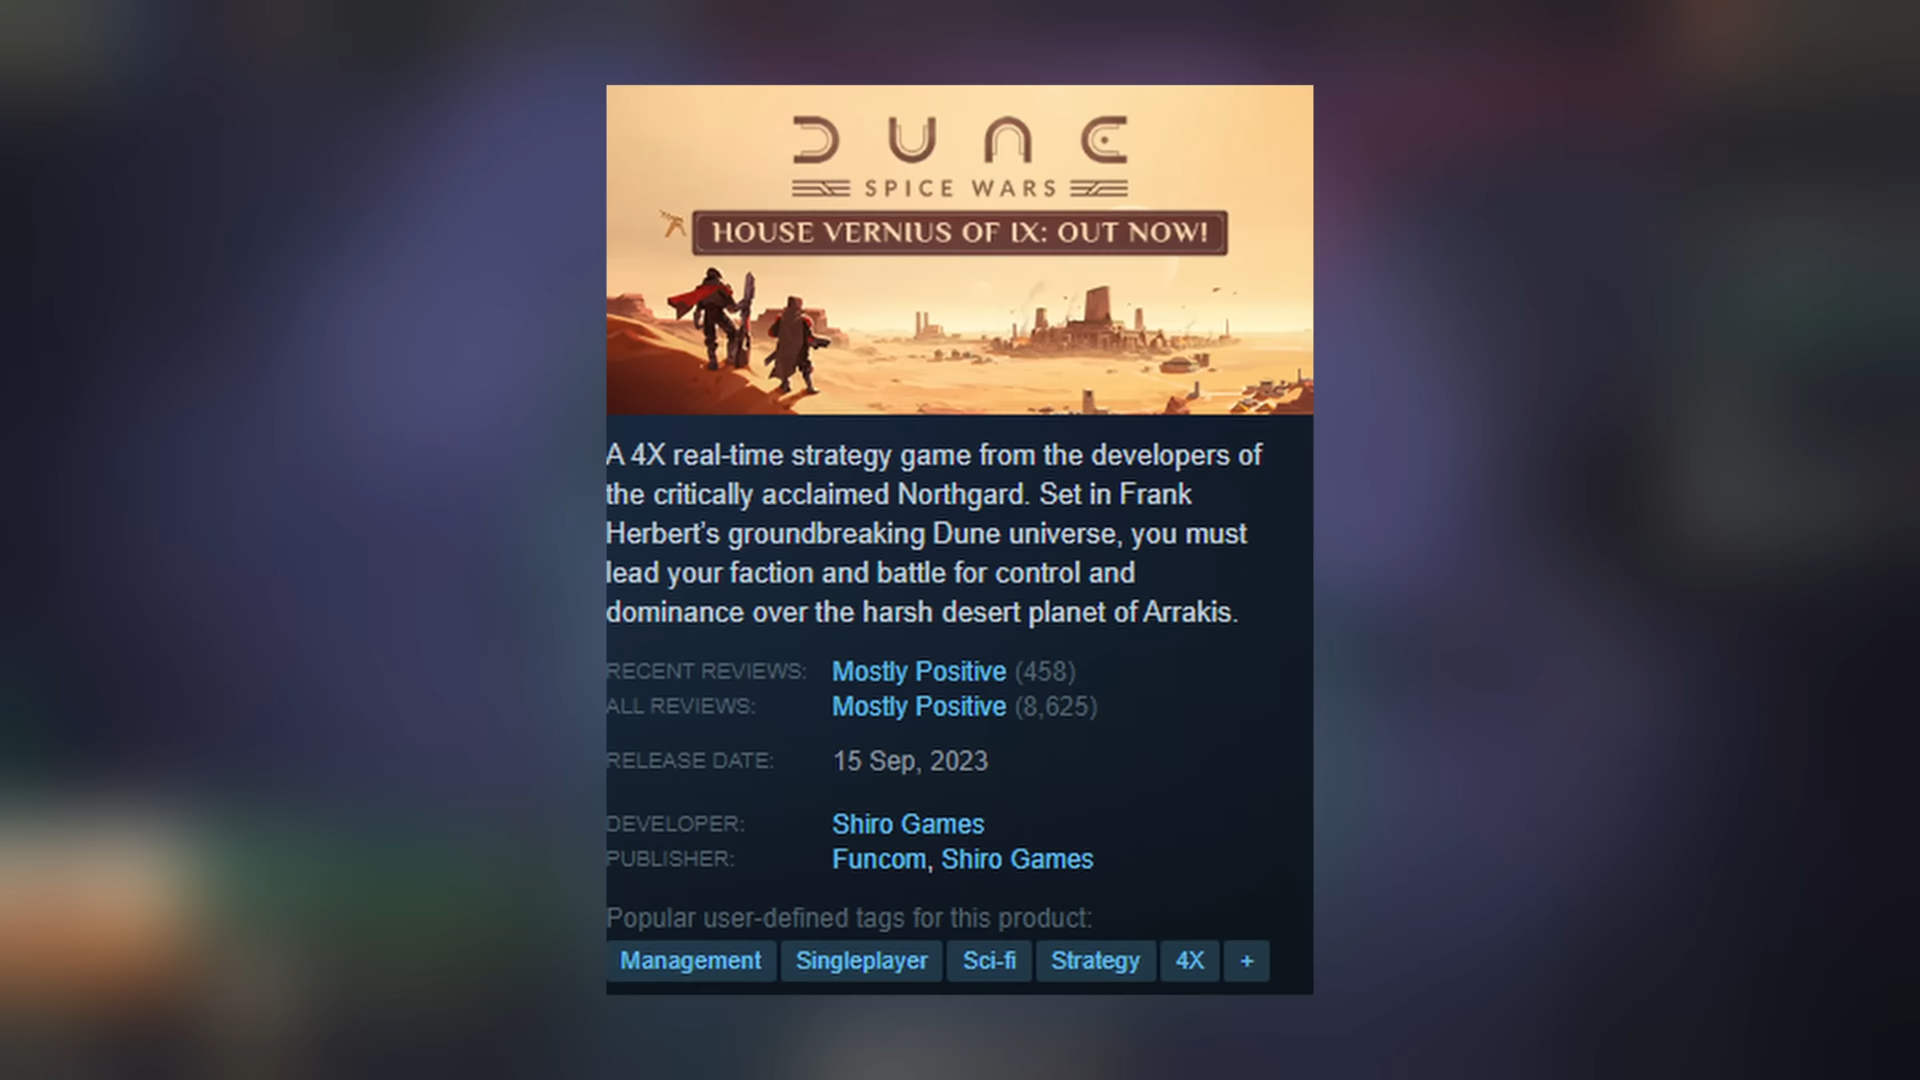 DUNE
SPICE WARS
HOUSE VERNIUS OF IX: OUT NOW!
A 4X real-time strategy game from the developers of
the critically acclaimed Northgard. Set in Frank
Herbert’s groundbreaking Dune universe, you must
lead your faction and battle for control and
dominance over the harsh desert planet of Arrakis.
RECENT REVIEWS: Mostly Positive (458)
ALL REVIEWS: Mostly Positive (8,625)
RELEASE DATE: 15 Sep, 2023
DEVELOPER: Shiro Games
PUBLISHER: Funcom, Shiro Games
Popular user-defined tags for this product:
Management Singleplayer Sci-fi Strategy 4X +